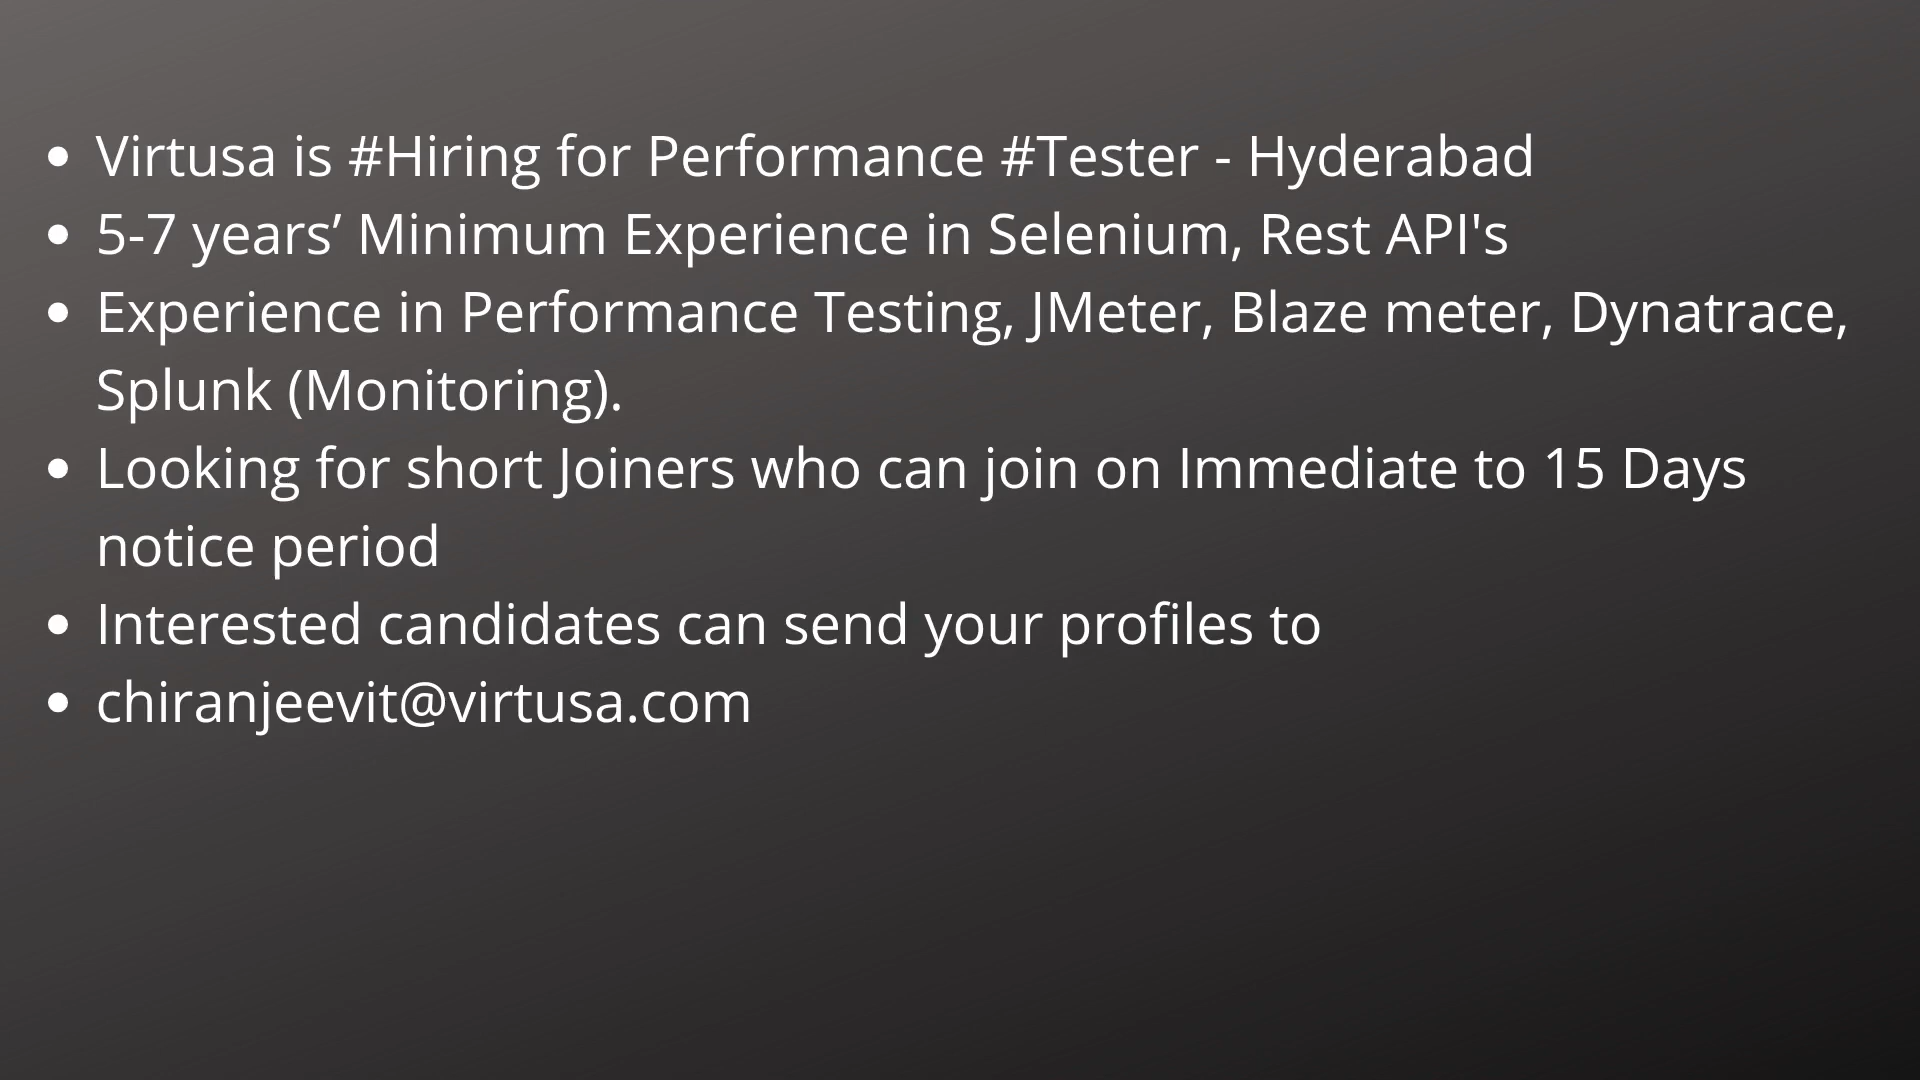 • Virtusa is #Hiring for Performance #Tester - Hyderabad
• 5-7 years’ Minimum Experience in Selenium, Rest API's
• Experience in Performance Testing, JMeter, Blaze meter, Dynatrace,
Splunk (Monitoring).
• Looking for short Joiners who can join on Immediate to 15 Days
notice period
• Interested candidates can send your profiles to
• chiranjeevit@virtusa.com